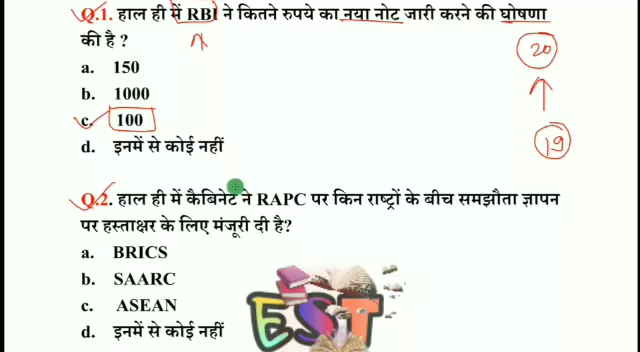 Q.1. हाल ही में RBI ने कितने रुपये का नया नोट जारी करने की घोषणा
की है ?
20
a. 150
b. 1000
c. 100
19
d. इनमें से कोई नहीं
Q.2. हाल ही में कैबिनेट ने RAPC पर किन राष्ट्रों के बीच समझौता ज्ञापन
पर हस्ताक्षर के लिए मंजूरी दी है?
a. BRICS
b. SAARC
c. ASEAN
d. इनमें से कोई नहीं
EST